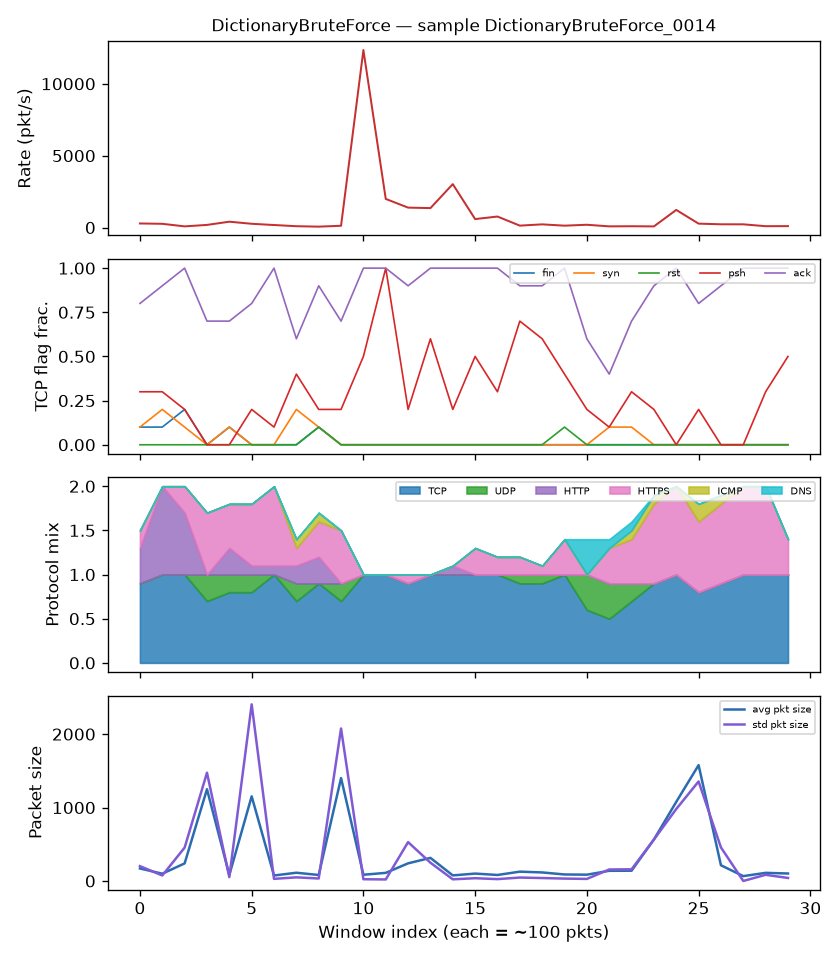 DictionaryBruteForce — sample DictionaryBruteForce_0014
10000
5000
0
Rate (pkt/s)
1.00
0.75
0.50
0.25
0.00
TCP flag frac.
fin syn rst psh ack
2.0
1.5
1.0
0.5
0.0
Protocol mix
TCP UDP HTTP HTTPS ICMP DNS
2000
1000
0
Packet size
avg pkt size
std pkt size
0 5 10 15 20 25 30
Window index (each = ~100 pkts)